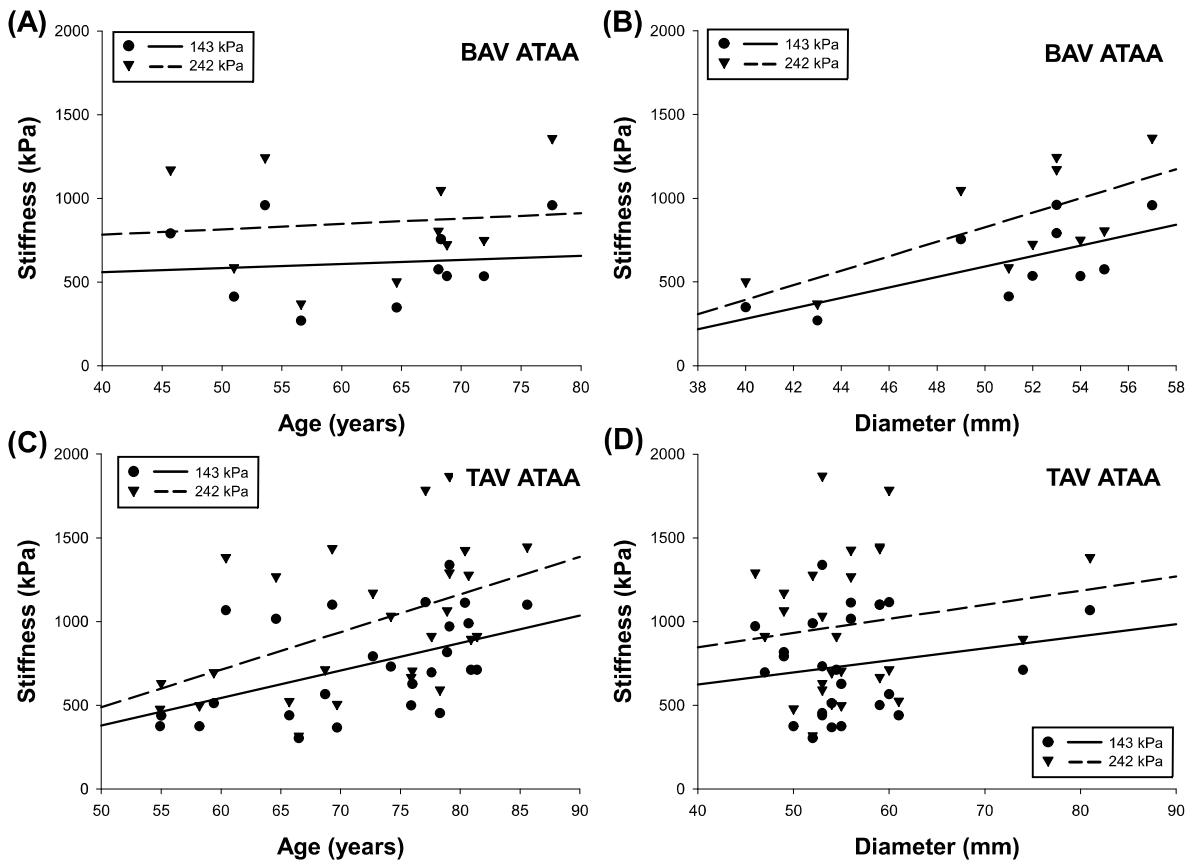 (A)
2000
1500
1000
500
0
Stiffness (kPa)
143 kPa
242 kPa
BAV ATAA
40 45 50 55 60 65 70 75 80
Age (years)
(B)
2000
1500
1000
500
0
Stiffness (kPa)
143 kPa
242 kPa
BAV ATAA
38 40 42 44 46 48 50 52 54 56 58
Diameter (mm)
(C)
2000
1500
1000
500
0
Stiffness (kPa)
143 kPa
242 kPa
TAV ATAA
50 55 60 65 70 75 80 85 90
Age (years)
(D)
2000
1500
1000
500
0
Stiffness (kPa)
TAV ATAA
143 kPa
242 kPa
40 50 60 70 80 90
Diameter (mm)